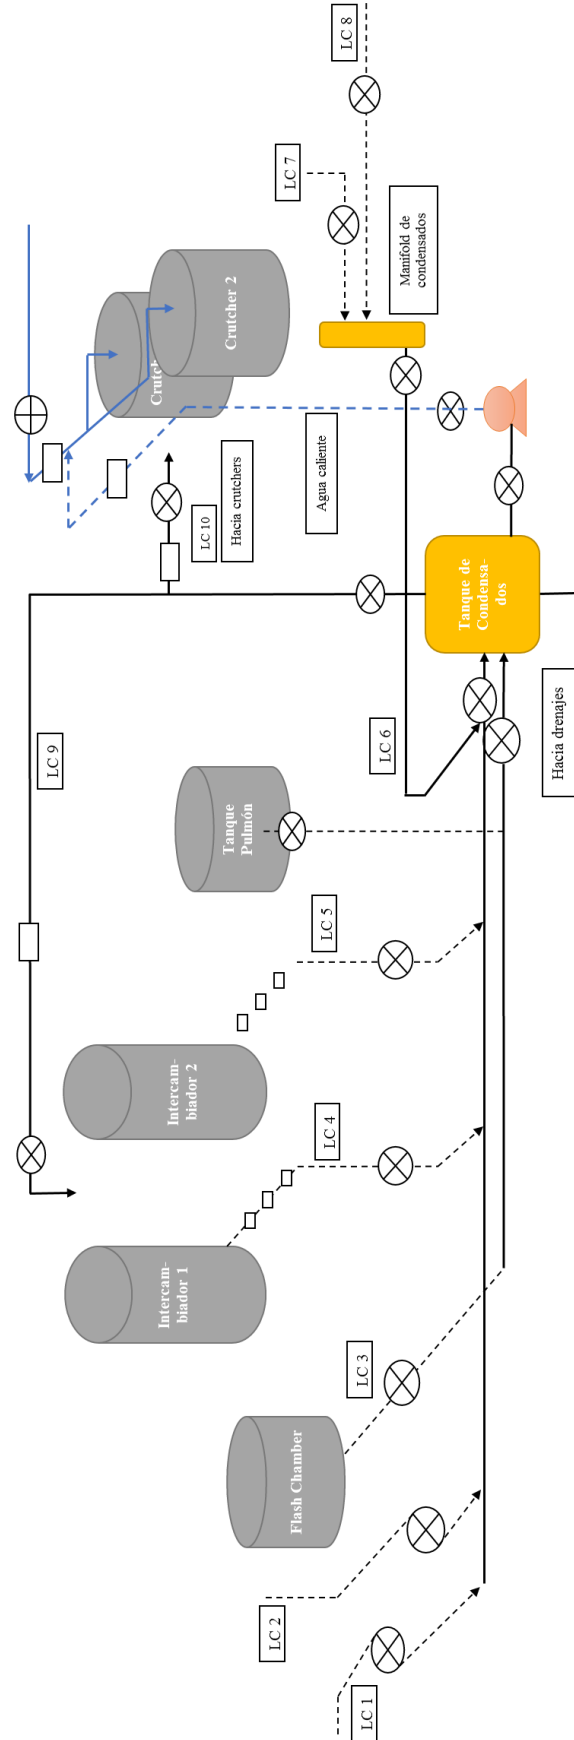 LC 1
LC 2
Flash Chamber
LC 3
Intercam-
biador 1
LC 4
Intercam-
biador 2
LC 5
LC 9
Tanque
Pulmón
LC 6
Hacia drenajes
Tanque de
Condensa-
dos
LC 10
Hacia crutchers
Agua caliente
Crutch
Crutcher 2
Manifold de
condensados
LC 7
LC 8